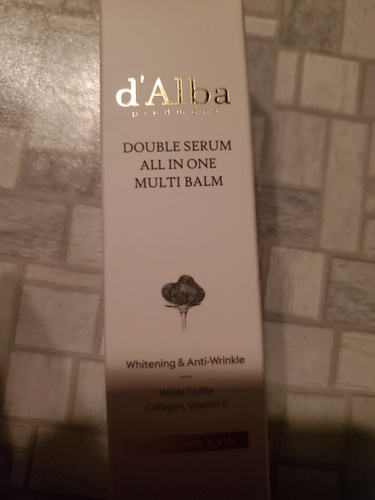 d'Alba
piedmont
DOUBLE SERUM
ALL IN ONE
MULTI BALM
Whitening & Anti-Wrinkle
White Truffle
Collagen, Vitamin C